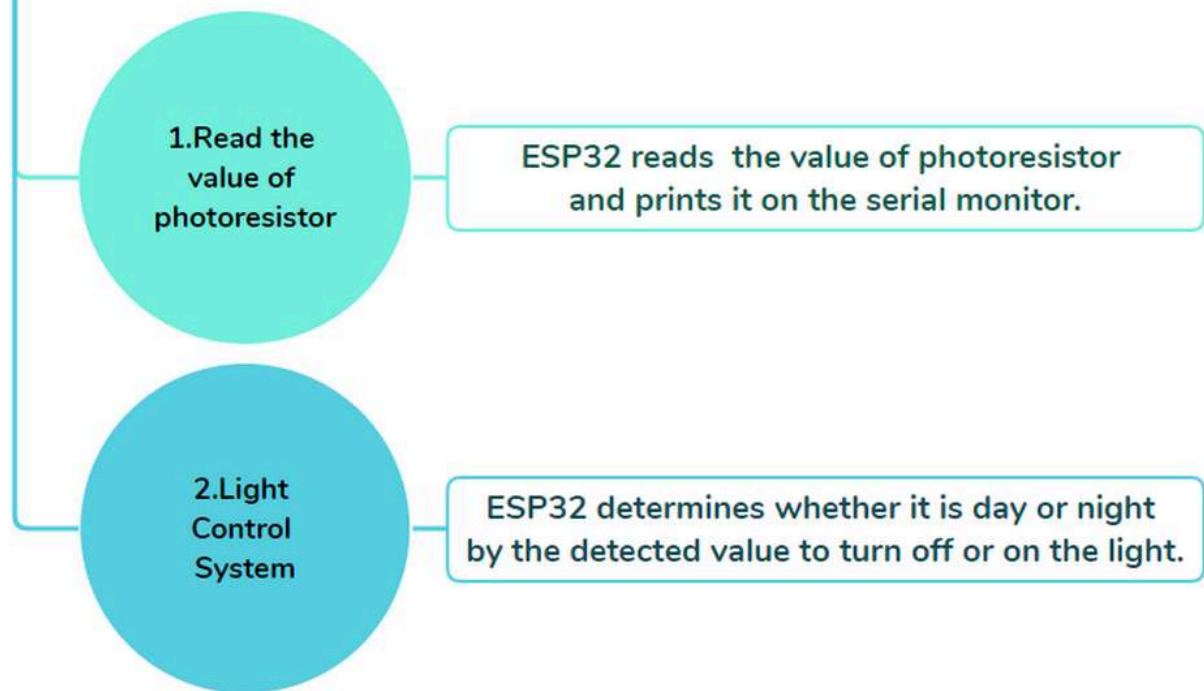 1.Read the
value of
photoresistor
ESP32 reads  the value of photoresistor
and prints it on the serial monitor.
2.Light
Control
System
ESP32 determines whether it is day or night
by the detected value to turn off or on the light.